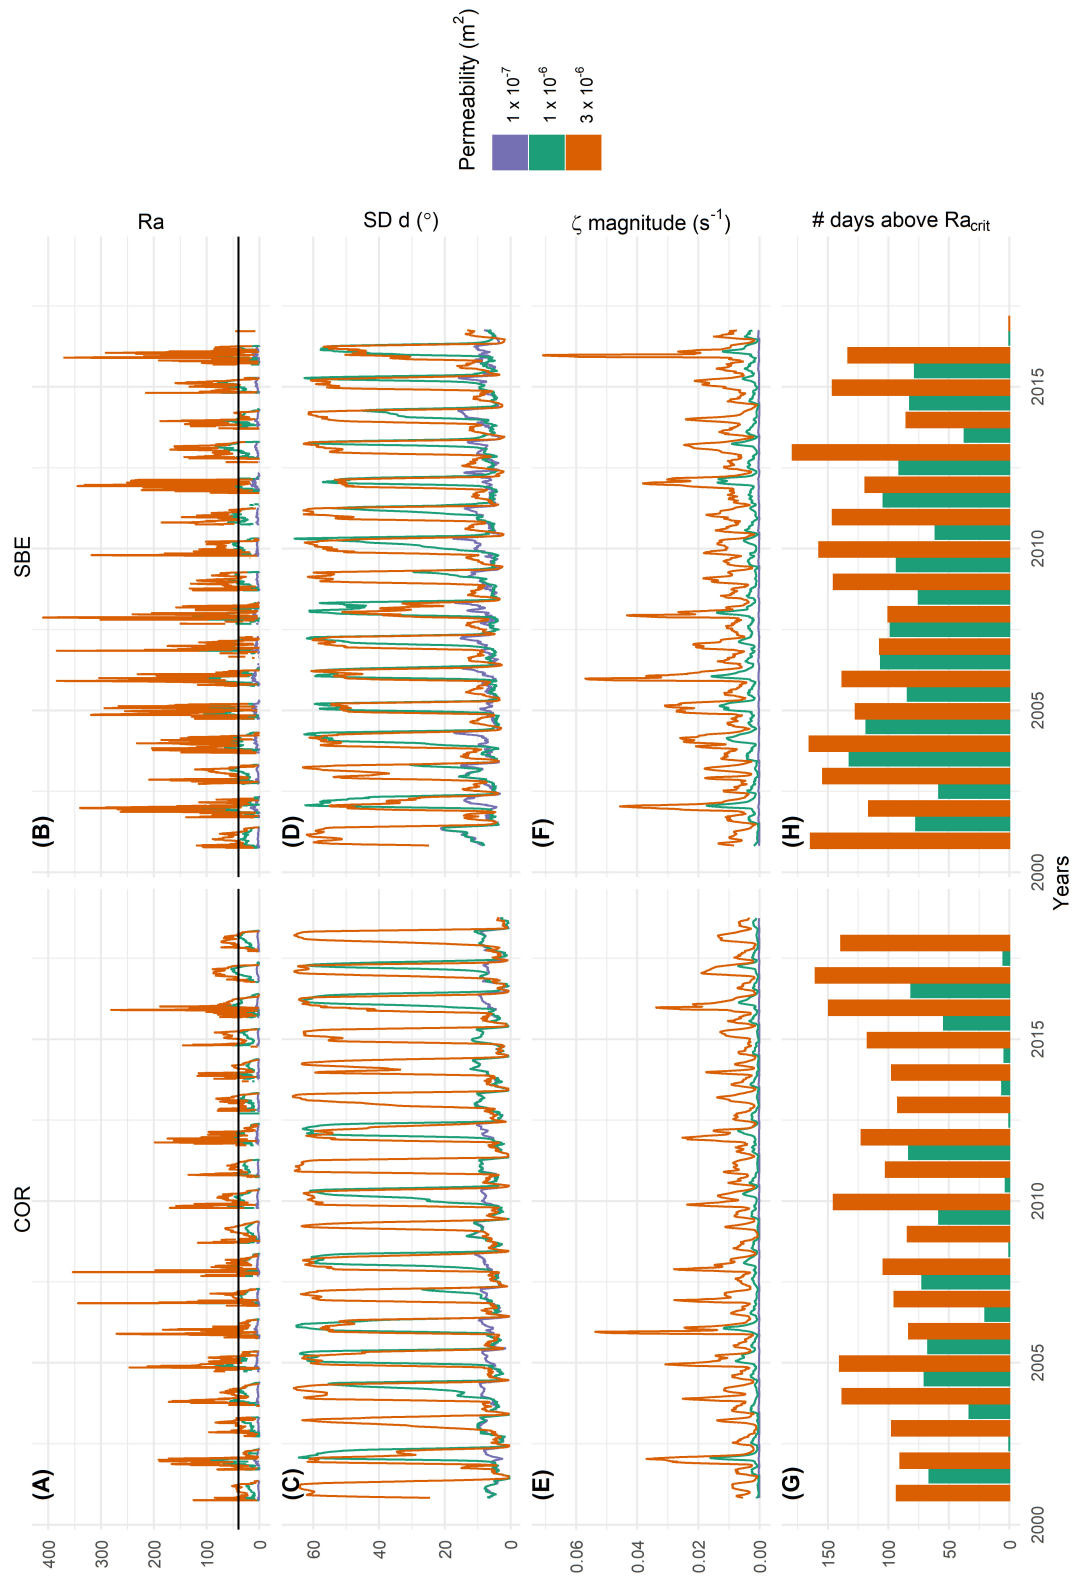 COR
SBE
(A)
(B)
400
300
200
100
0
Ra
(C)
(D)
60
40
20
0
SD d (°)
(E)
(F)
0.06
0.04
0.02
0.00
ζ magnitude (s⁻¹)
(G)
(H)
150
100
50
0
# days above Ra_crit
2000
2005
2010
2015
2000
2005
2010
2015
Years
Permeability (m²)
1 x 10⁻⁷
1 x 10⁻⁶
3 x 10⁻⁶